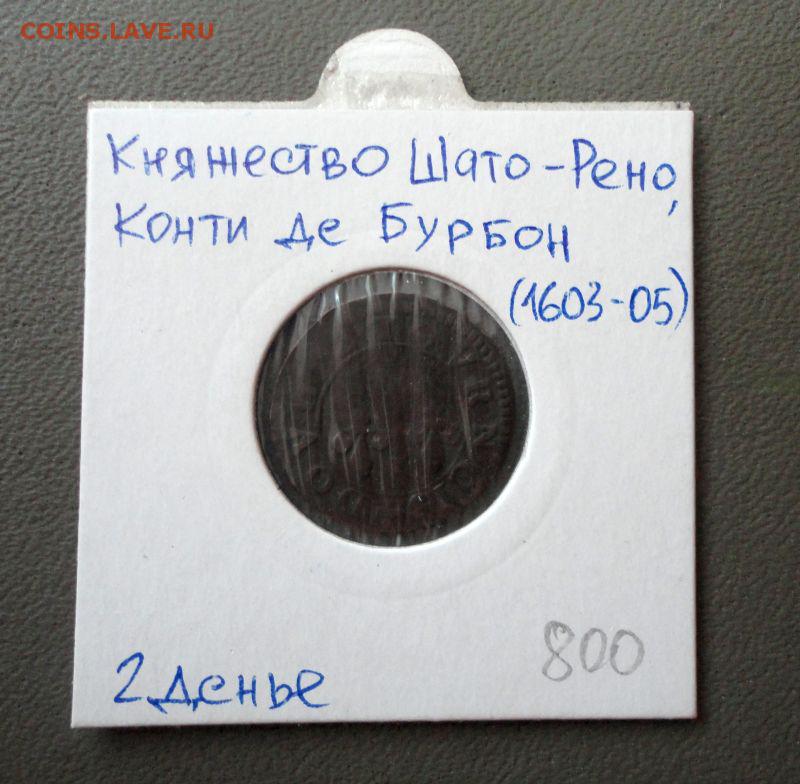 COINS.LAVE.RU
Княжество Шато-Рено,
Конти де Бурбон
(1603-05)
2 денье
800